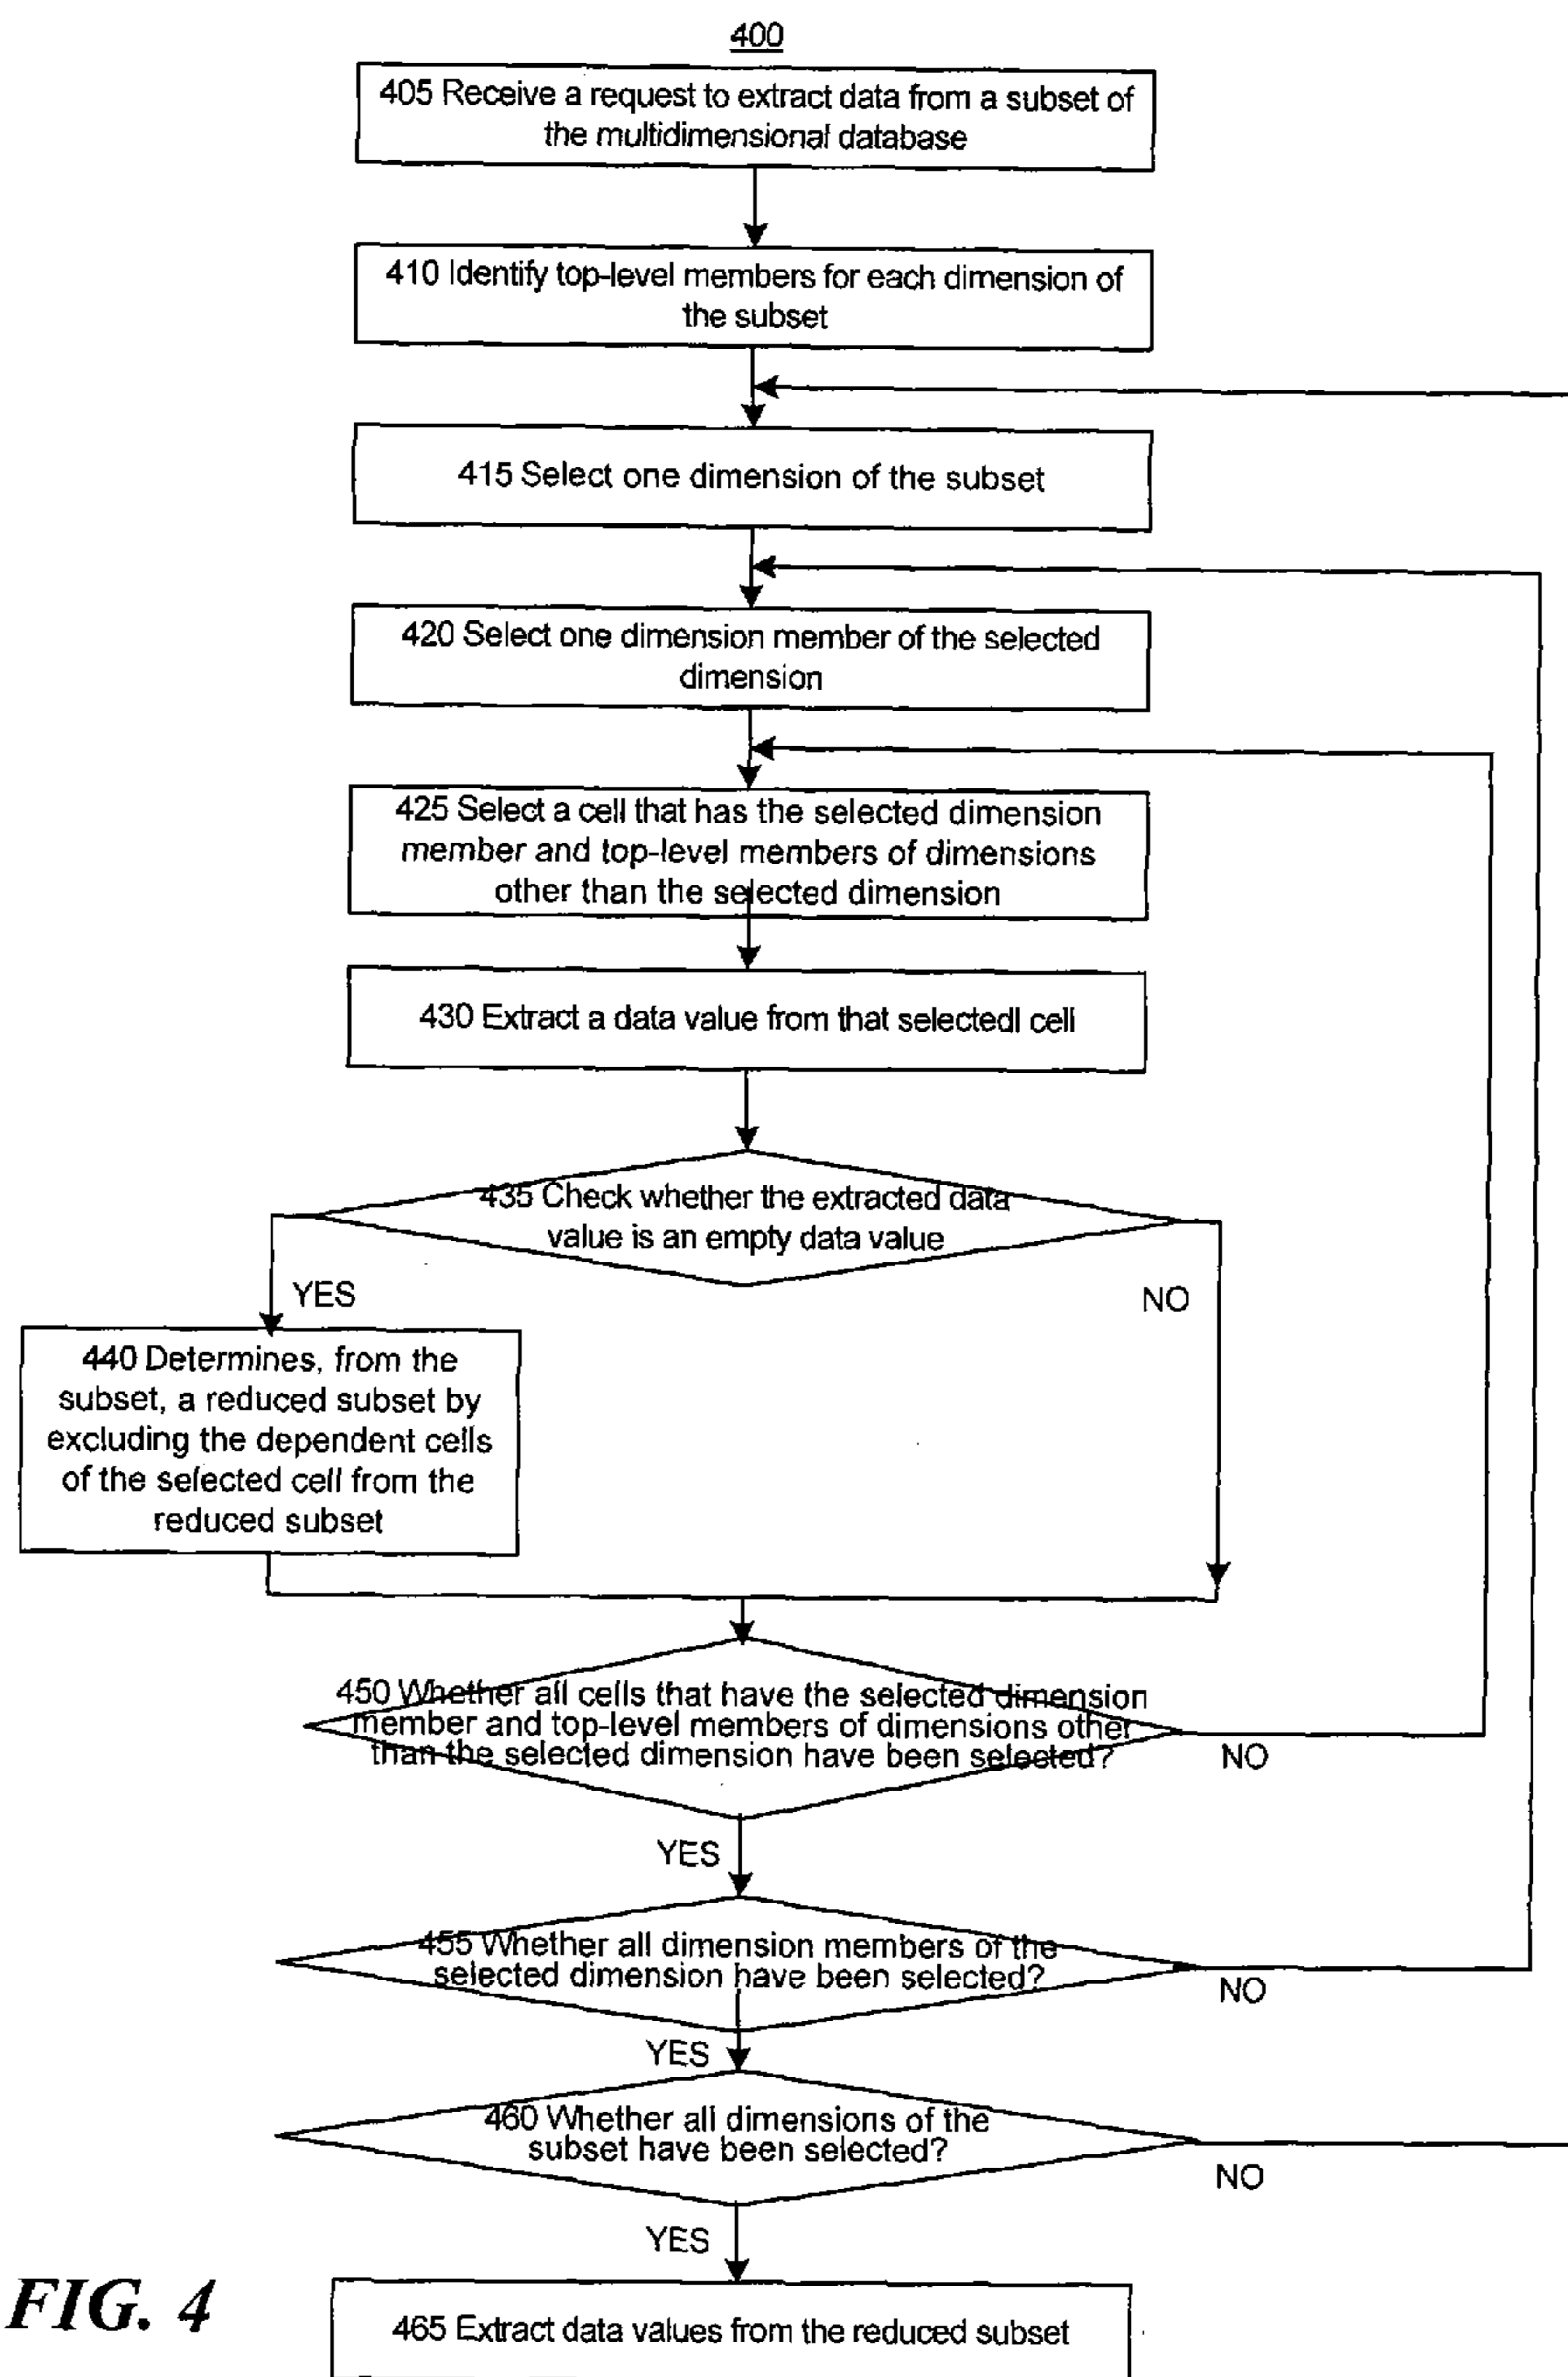 400
405 Receive a request to extract data from a subset of
the multidimensional database
410 Identify top-level members for each dimension of
the subset
415 Select one dimension of the subset
420 Select one dimension member of the selected
dimension
425 Select a cell that has the selected dimension
member and top-level members of dimensions
other than the selected dimension
430 Extract a data value from that selectedl cell
435 Check whether the extracted data
value is an empty data value
YES
NO
440 Determines, from the
subset, a reduced subset by
excluding the dependent cells
of the selected cell from the
reduced subset
450 Whether all cells that have the selected dimension
member and top-level members of dimensions other
than the selected dimension have been selected?
NO
YES
455 Whether all dimension members of the
selected dimension have been selected?
NO
YES
460 Whether all dimensions of the
subset have been selected?
NO
YES
465 Extract data values from the reduced subset
FIG. 4